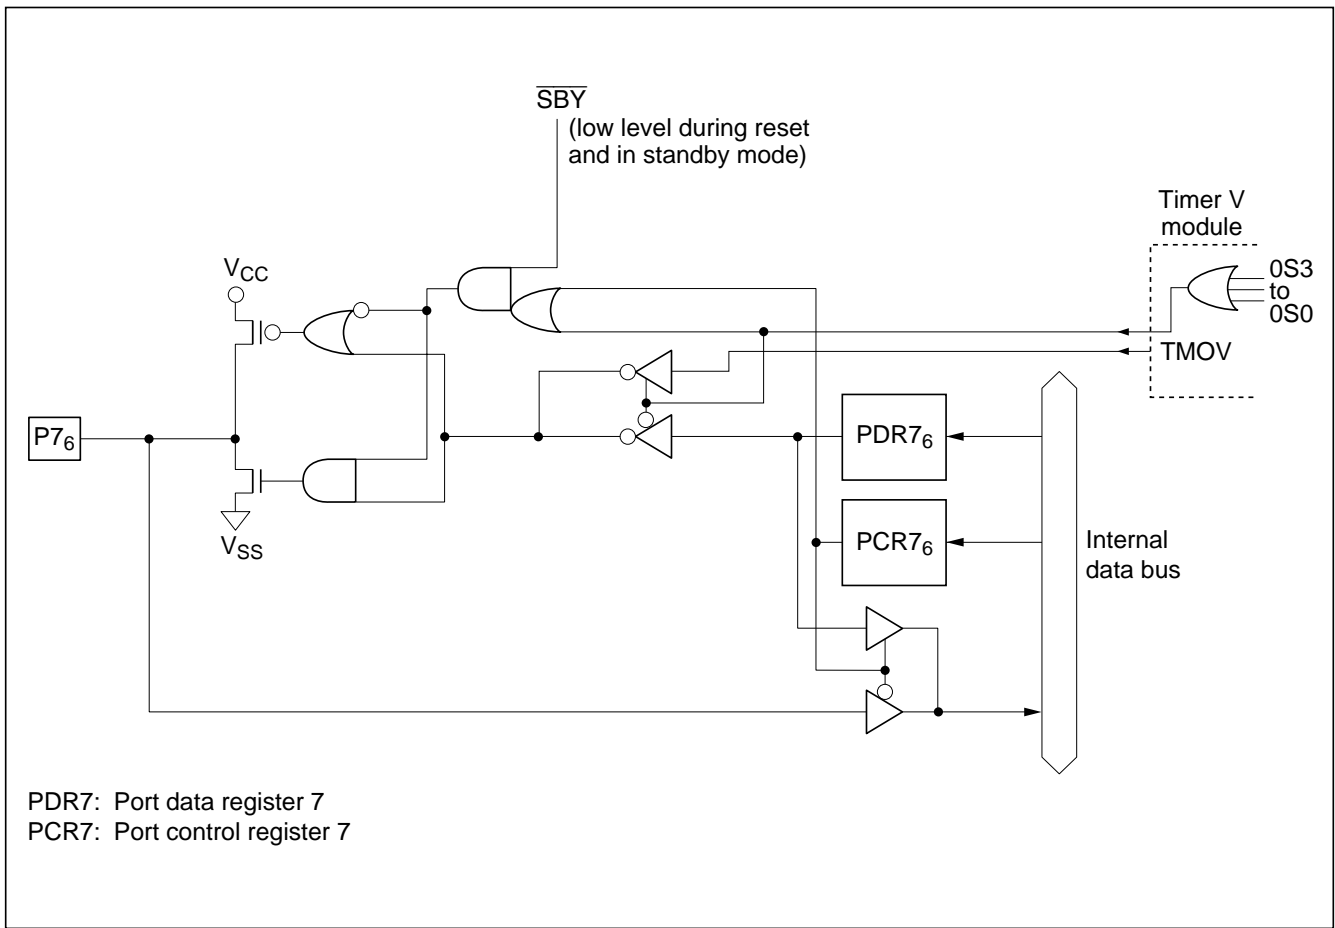 SBY
(low level during reset
and in standby mode)
Timer V
module
0S3
to
0S0
VCC
TMOV
P76
PDR76
PCR76
VSS
Internal
data bus
PDR7: Port data register 7
PCR7: Port control register 7